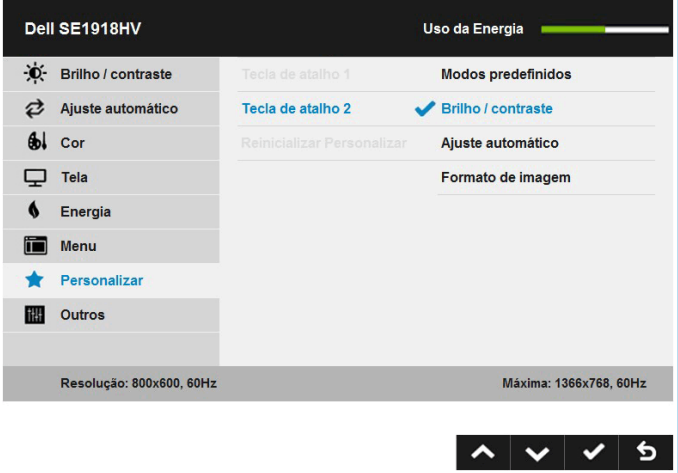 Dell SE1918HV Uso da Energia
Brilho / contraste Tecla de atalho 1 Modos predefinidos
Ajuste automático Tecla de atalho 2 Brilho / contraste
Cor Reinicializar Personalizar Ajuste automático
Tela Formato de imagem
Energia
Menu
Personalizar
Outros
Resolução: 800x600, 60Hz Máxima: 1366x768, 60Hz